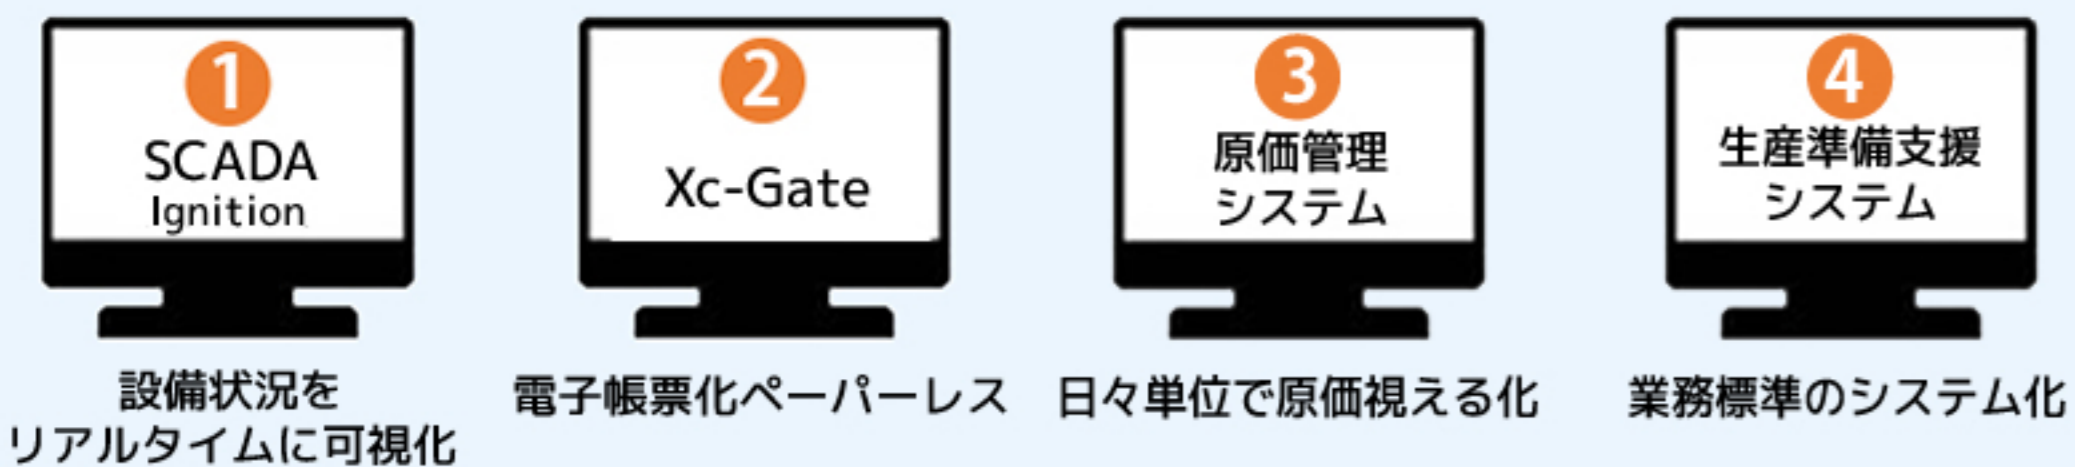 1
SCADA
Ignition
設備状況を
リアルタイムに可視化
2
Xc-Gate
電子帳票化ペーパーレス
3
原価管理
システム
日々単位で原価視える化
4
生産準備支援
システム
業務標準のシステム化